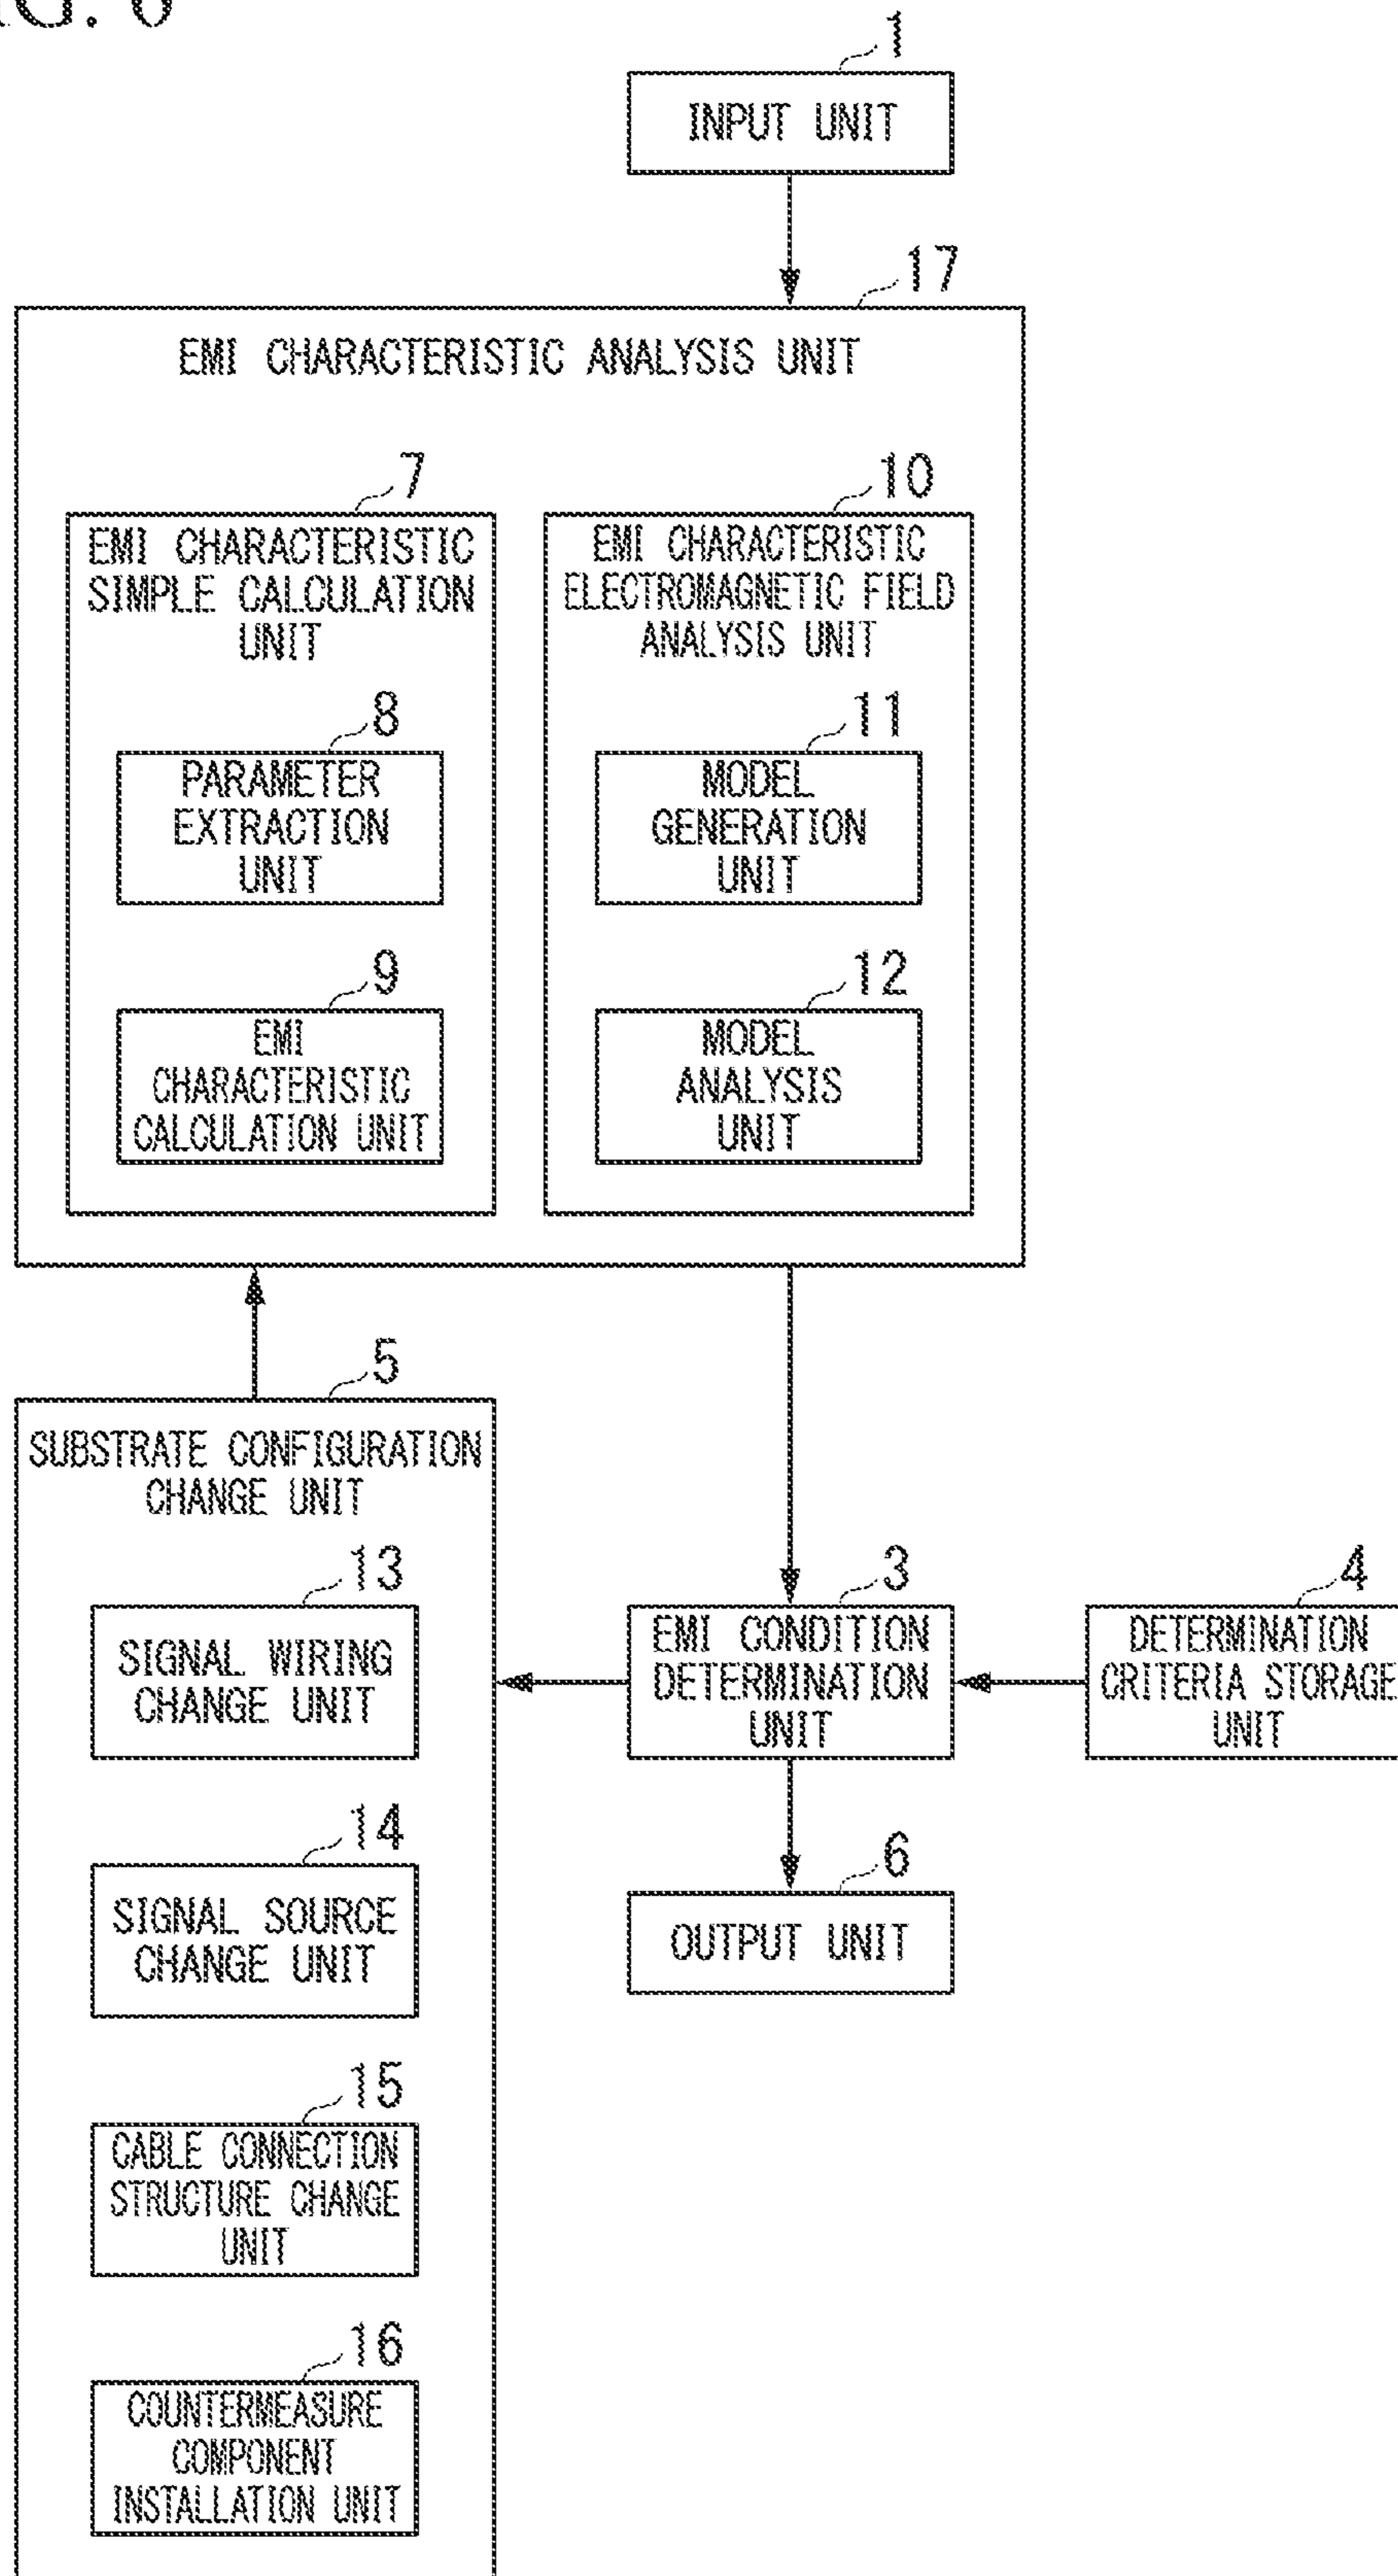 FIG. 6
1
INPUT UNIT
17
EMI CHARACTERISTIC ANALYSIS UNIT
7
EMI CHARACTERISTIC
SIMPLE CALCULATION
UNIT
8
PARAMETER
EXTRACTION
UNIT
9
EMI
CHARACTERISTIC
CALCULATION UNIT
10
EMI CHARACTERISTIC
ELECTROMAGNETIC FIELD
ANALYSIS UNIT
11
MODEL
GENERATION
UNIT
12
MODEL
ANALYSIS
UNIT
5
SUBSTRATE CONFIGURATION
CHANGE UNIT
13
SIGNAL WIRING
CHANGE UNIT
14
SIGNAL SOURCE
CHANGE UNIT
15
CABLE CONNECTION
STRUCTURE CHANGE
UNIT
16
COUNTERMEASURE
COMPONENT
INSTALLATION UNIT
3
EMI CONDITION
DETERMINATION
UNIT
4
DETERMINATION
CRITERIA STORAGE
UNIT
6
OUTPUT UNIT